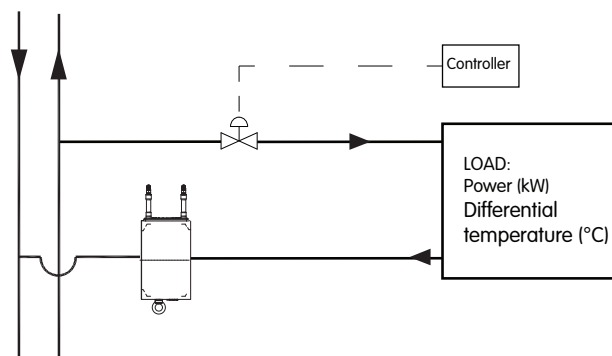 Controller
LOAD:
Power (kW)
Differential
temperature (°C)